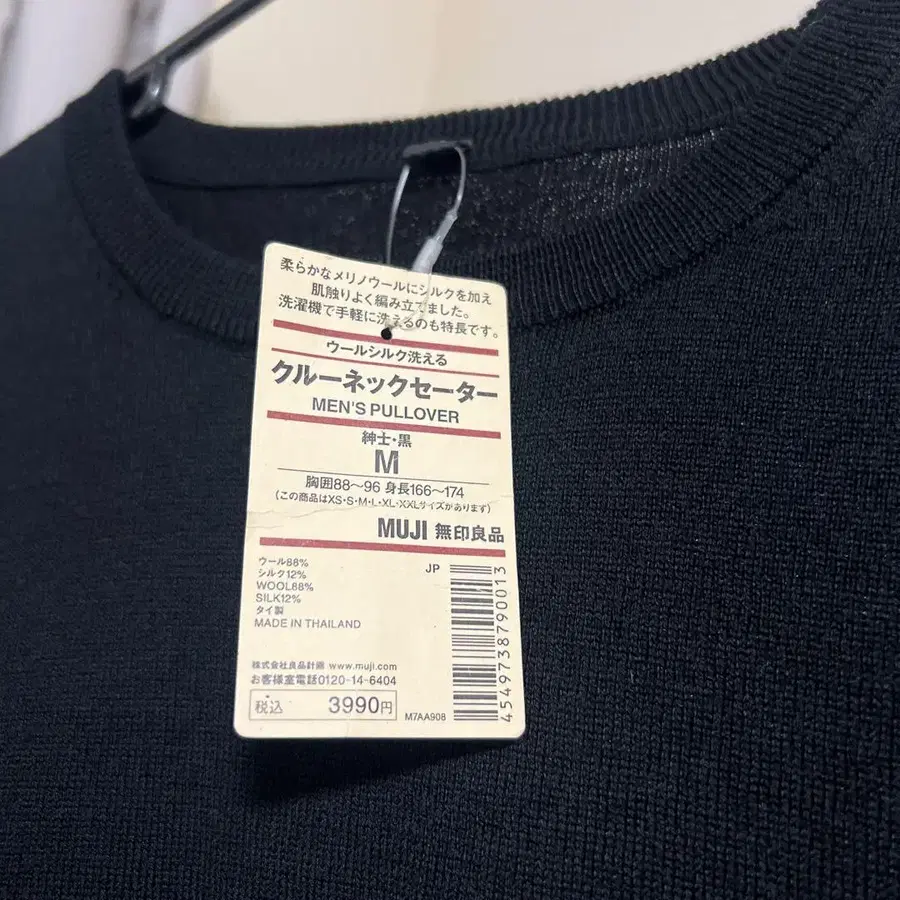 柔らかなメリノウールにシルクを加え
肌触りよく編み立てました。
洗濯機で手軽に洗えるのも特長です。
ウールシルク洗える
クルーネックセーター
MEN'S PULLOVER
紳士・黒
M
胸囲88～96 身長166～174
(この商品はXS・S・M・L・XL・XXLサイズがあります)
MUJI 無印良品
ウール88%
シルク12%
WOOL88%
SILK12%
タイ製
MADE IN THAILAND
JP
4549738790013
株式会社良品計画 www.muji.com
お客様室電話0120-14-6404
税込 3990円
M7AA908